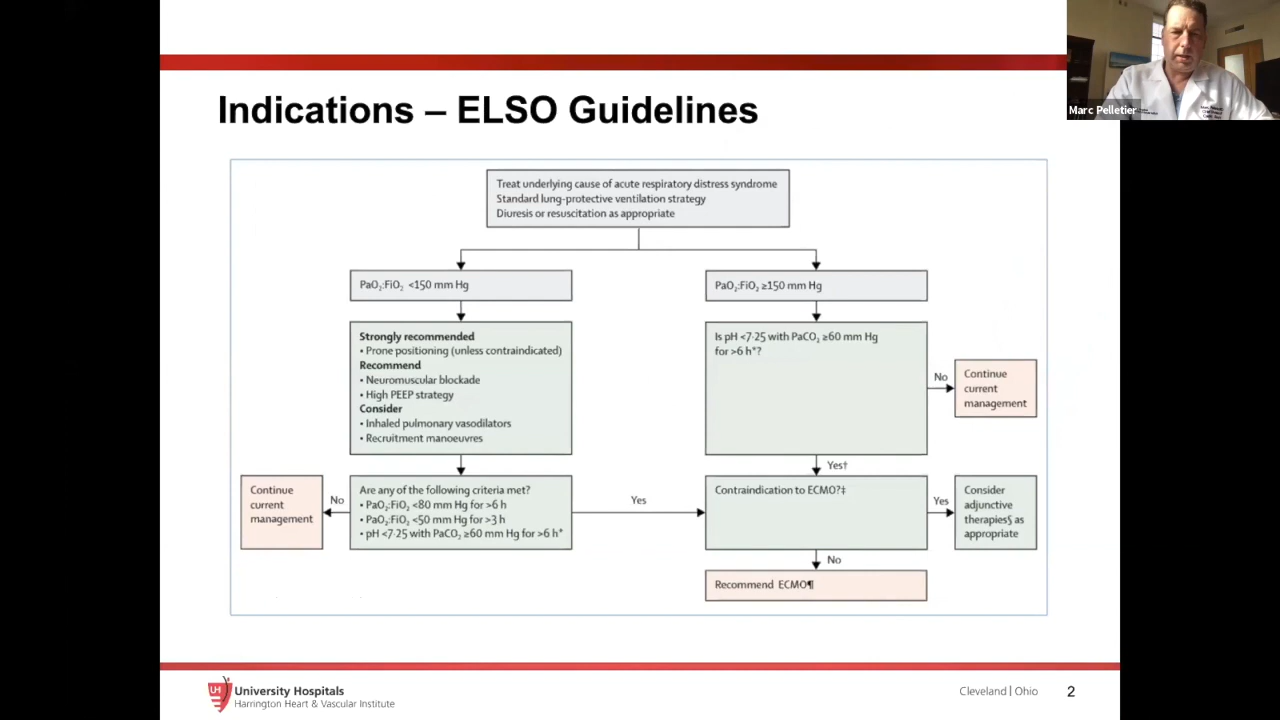 Marc Pelletier
Indications – ELSO Guidelines
Treat underlying cause of acute respiratory distress syndrome
Standard lung-protective ventilation strategy
Diuresis or resuscitation as appropriate
PaO₂:FiO₂ <150 mm Hg
PaO₂:FiO₂ ≥150 mm Hg
Strongly recommended
• Prone positioning (unless contraindicated)
Recommend
• Neuromuscular blockade
• High PEEP strategy
Consider
• Inhaled pulmonary vasodilators
• Recruitment manoeuvres
Is pH <7·25 with PaCO₂ ≥60 mm Hg
for >6 h*?
No
Continue
current
management
Yes†
Continue
current
management
No
Are any of the following criteria met?
• PaO₂:FiO₂ <80 mm Hg for >6 h
• PaO₂:FiO₂ <50 mm Hg for >3 h
• pH <7·25 with PaCO₂ ≥60 mm Hg for >6 h*
Yes
Contraindication to ECMO?‡
Yes
Consider
adjunctive
therapies§ as
appropriate
No
Recommend ECMO¶
UH
University Hospitals
Harrington Heart & Vascular Institute
Cleveland | Ohio
2